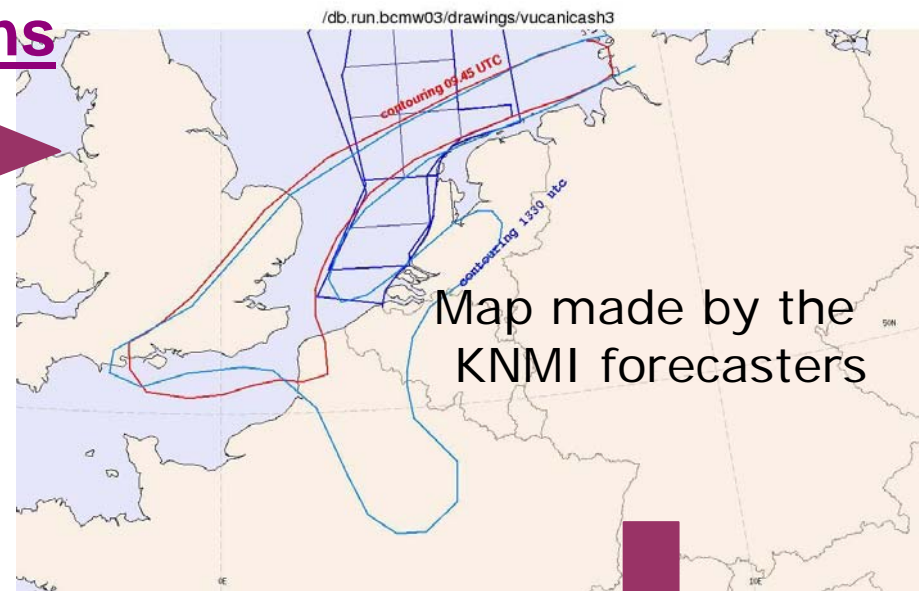 /db.run.bcmw03/drawings/vucanicash3
ns
contouring 09.45 UTC
contouring 1330 utc
Map made by the
KNMI forecasters
50N
0E
10E